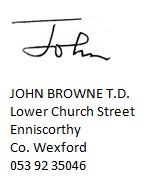 John
JOHN BROWNE T.D.
Lower Church Street
Enniscorthy
Co. Wexford
053 92 35046